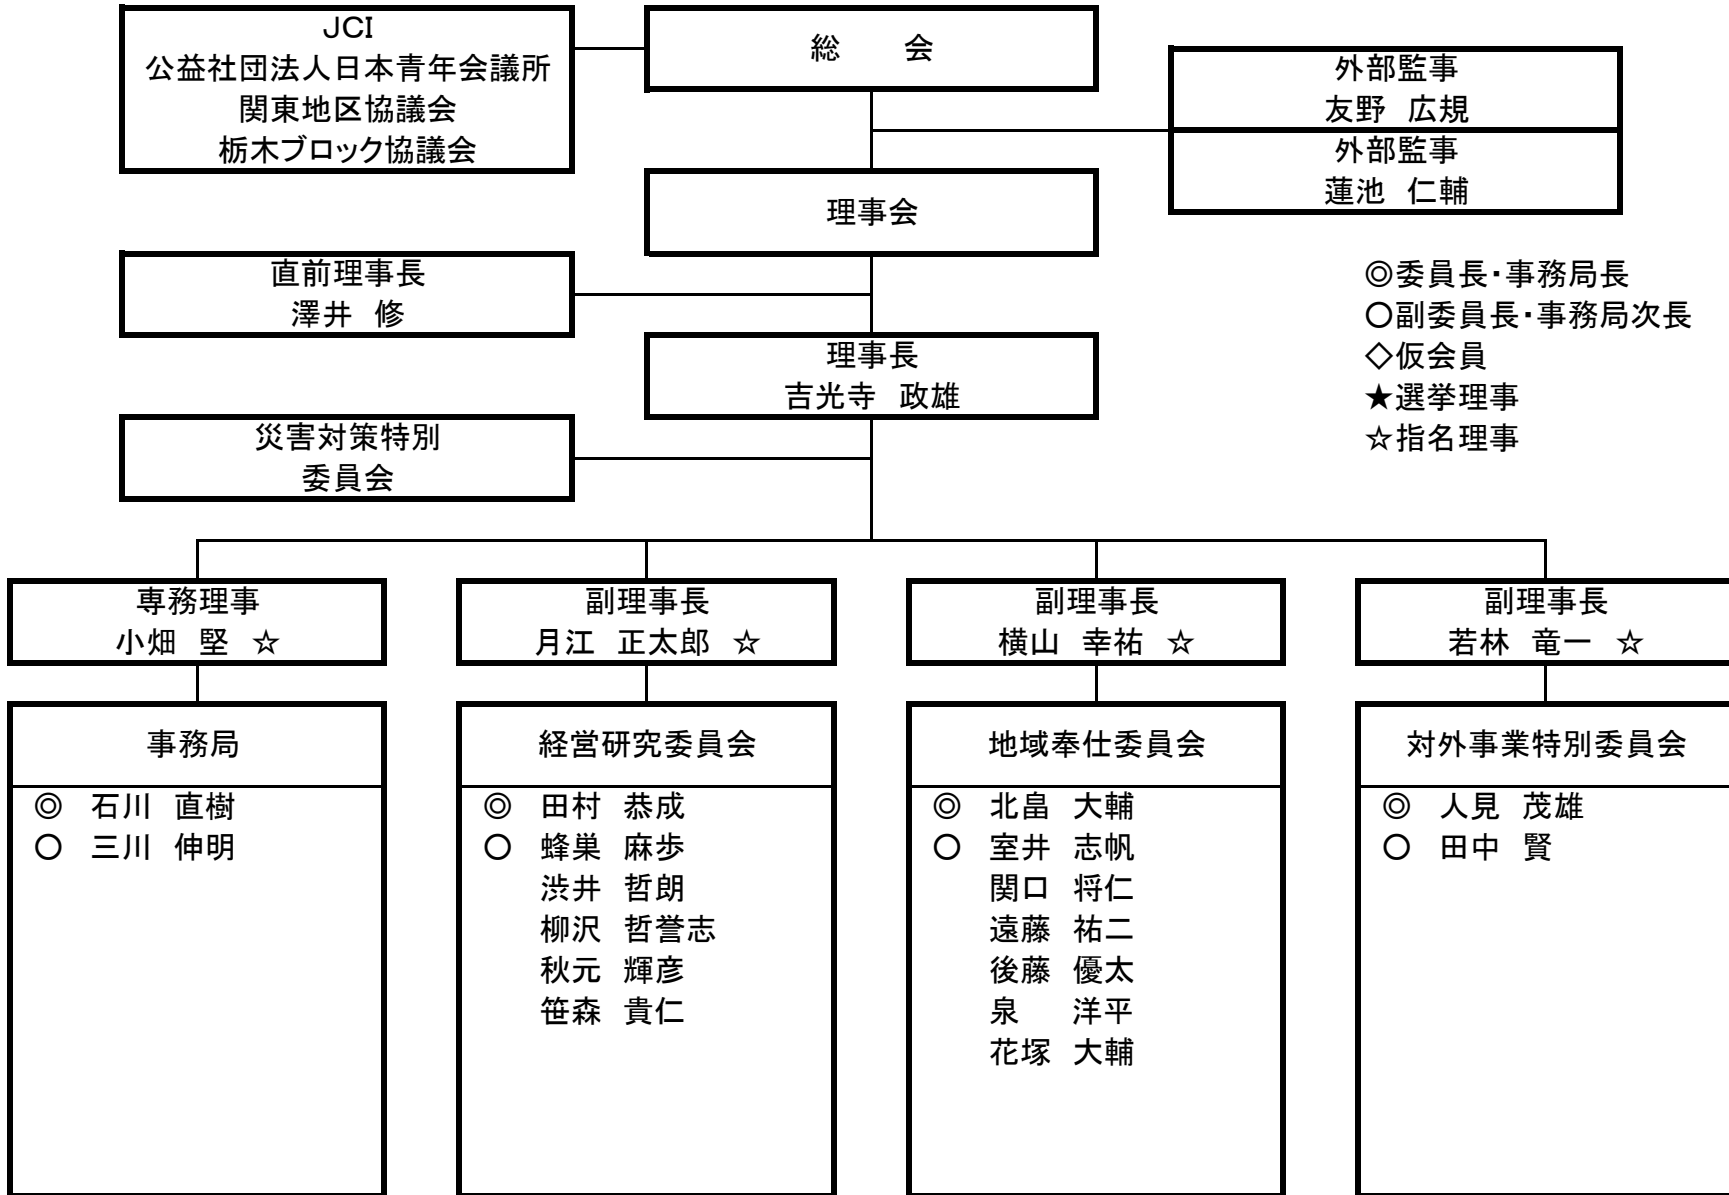 JCI
公益社団法人日本青年会議所
関東地区協議会
栃木ブロック協議会
総　会
外部監事
友野 広規
外部監事
蓮池 仁輔
理事会
直前理事長
澤井 修
◎委員長・事務局長
○副委員長・事務局次長
◇仮会員
★選挙理事
☆指名理事
理事長
吉光寺 政雄
災害対策特別
委員会
専務理事
小畑 堅 ☆
副理事長
月江 正太郎 ☆
副理事長
横山 幸祐 ☆
副理事長
若林 竜一 ☆
事務局
◎ 石川 直樹
○ 三川 伸明
経営研究委員会
◎ 田村 恭成
○ 蜂巣 麻歩
渋井 哲朗
柳沢 哲誉志
秋元 輝彦
笹森 貴仁
地域奉仕委員会
◎ 北畠 大輔
○ 室井 志帆
関口 将仁
遠藤 祐二
後藤 優太
泉 洋平
花塚 大輔
対外事業特別委員会
◎ 人見 茂雄
○ 田中 賢